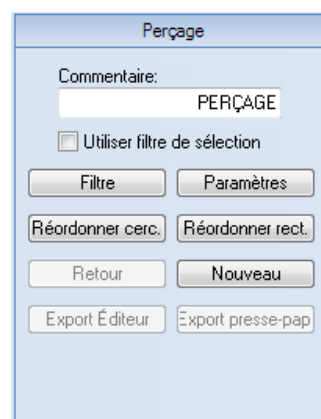 Perçage
Commentaire:
PERÇAGE
Utiliser filtre de sélection
Filtre
Paramètres
Réordonner cerc.
Réordonner rect.
Retour
Nouveau
Export Éditeur
Export presse-pap